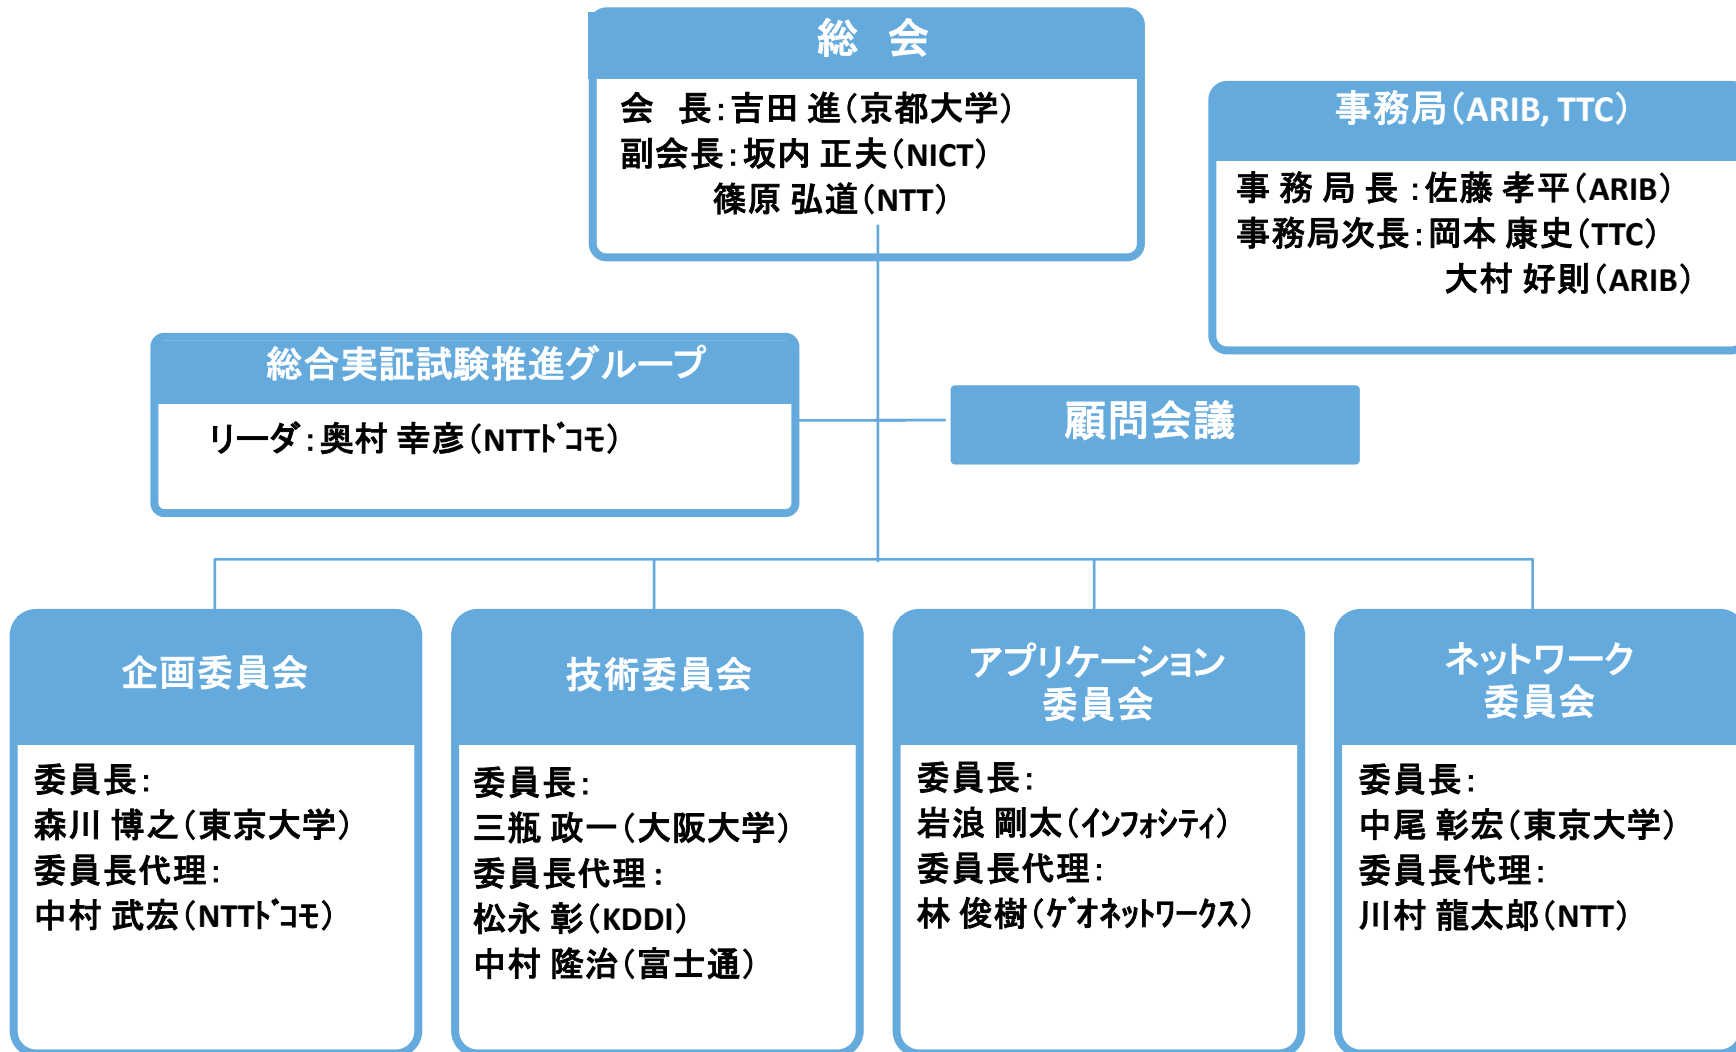 総　会
会　長：吉田 進（京都大学）
副会長：坂内 正夫（NICT）
篠原 弘道（NTT）
事務局（ARIB, TTC）
事 務 局 長：佐藤 孝平（ARIB）
事務局次長：岡本 康史（TTC）
大村 好則（ARIB）
総合実証試験推進グループ
リーダ：奥村 幸彦（NTTﾄﾞｺﾓ）
顧問会議
企画委員会
委員長：
森川 博之（東京大学）
委員長代理：
中村 武宏（NTTﾄﾞｺﾓ）
技術委員会
委員長：
三瓶 政一（大阪大学）
委員長代理：
松永 彰（KDDI）
中村 隆治（富士通）
アプリケーション
委員会
委員長：
岩浪 剛太（ｲﾝﾌｫｼﾃｨ）
委員長代理：
林 俊樹（ｹﾞｵﾈｯﾄﾜｰｸｽ）
ネットワーク
委員会
委員長：
中尾 彰宏（東京大学）
委員長代理：
川村 龍太郎（NTT）